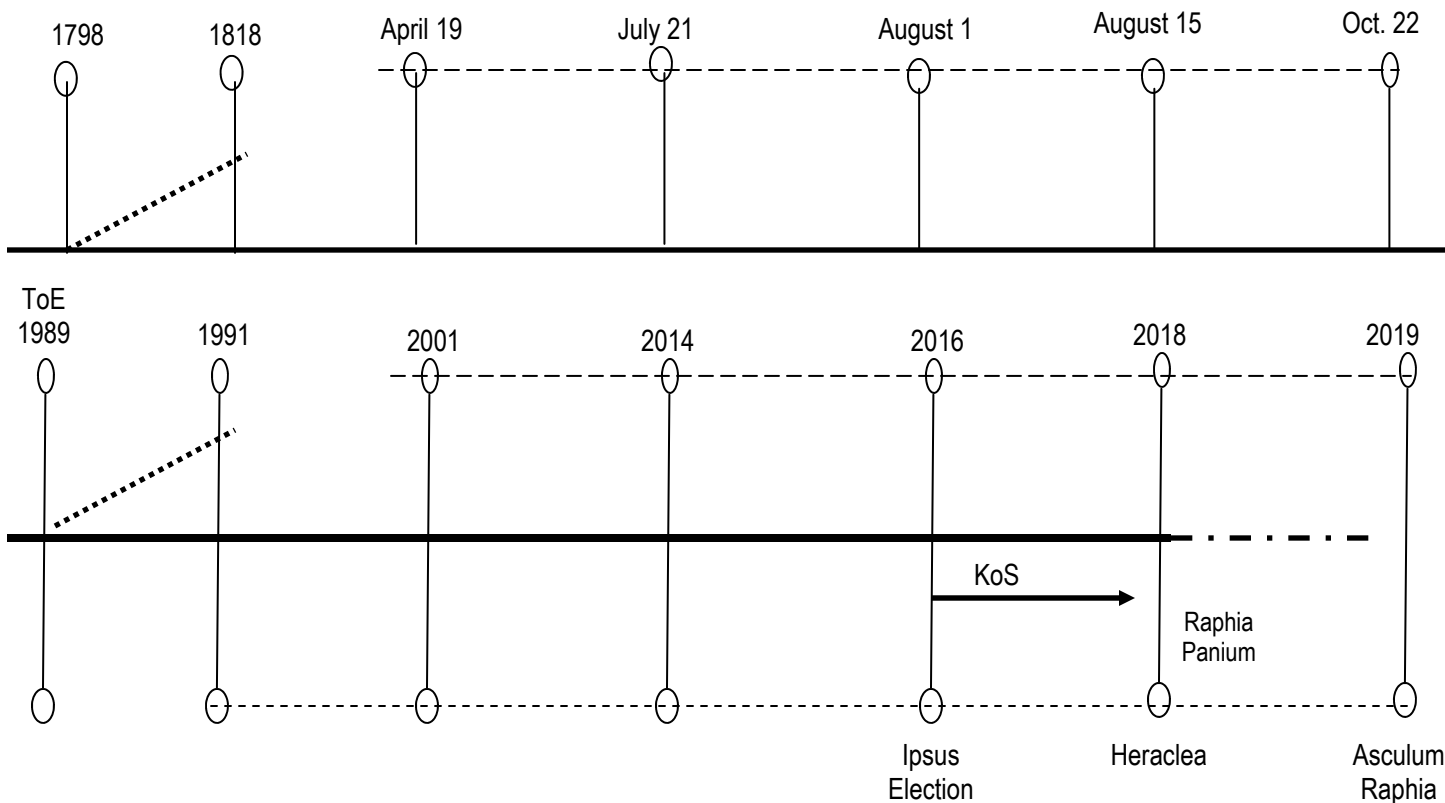 1798
1818
April 19
July 21
August 1
August 15
Oct. 22
ToE
1989
1991
2001
2014
2016
2018
2019
KoS
Raphia
Panium
Ipsus
Election
Heraclea
Asculum
Raphia